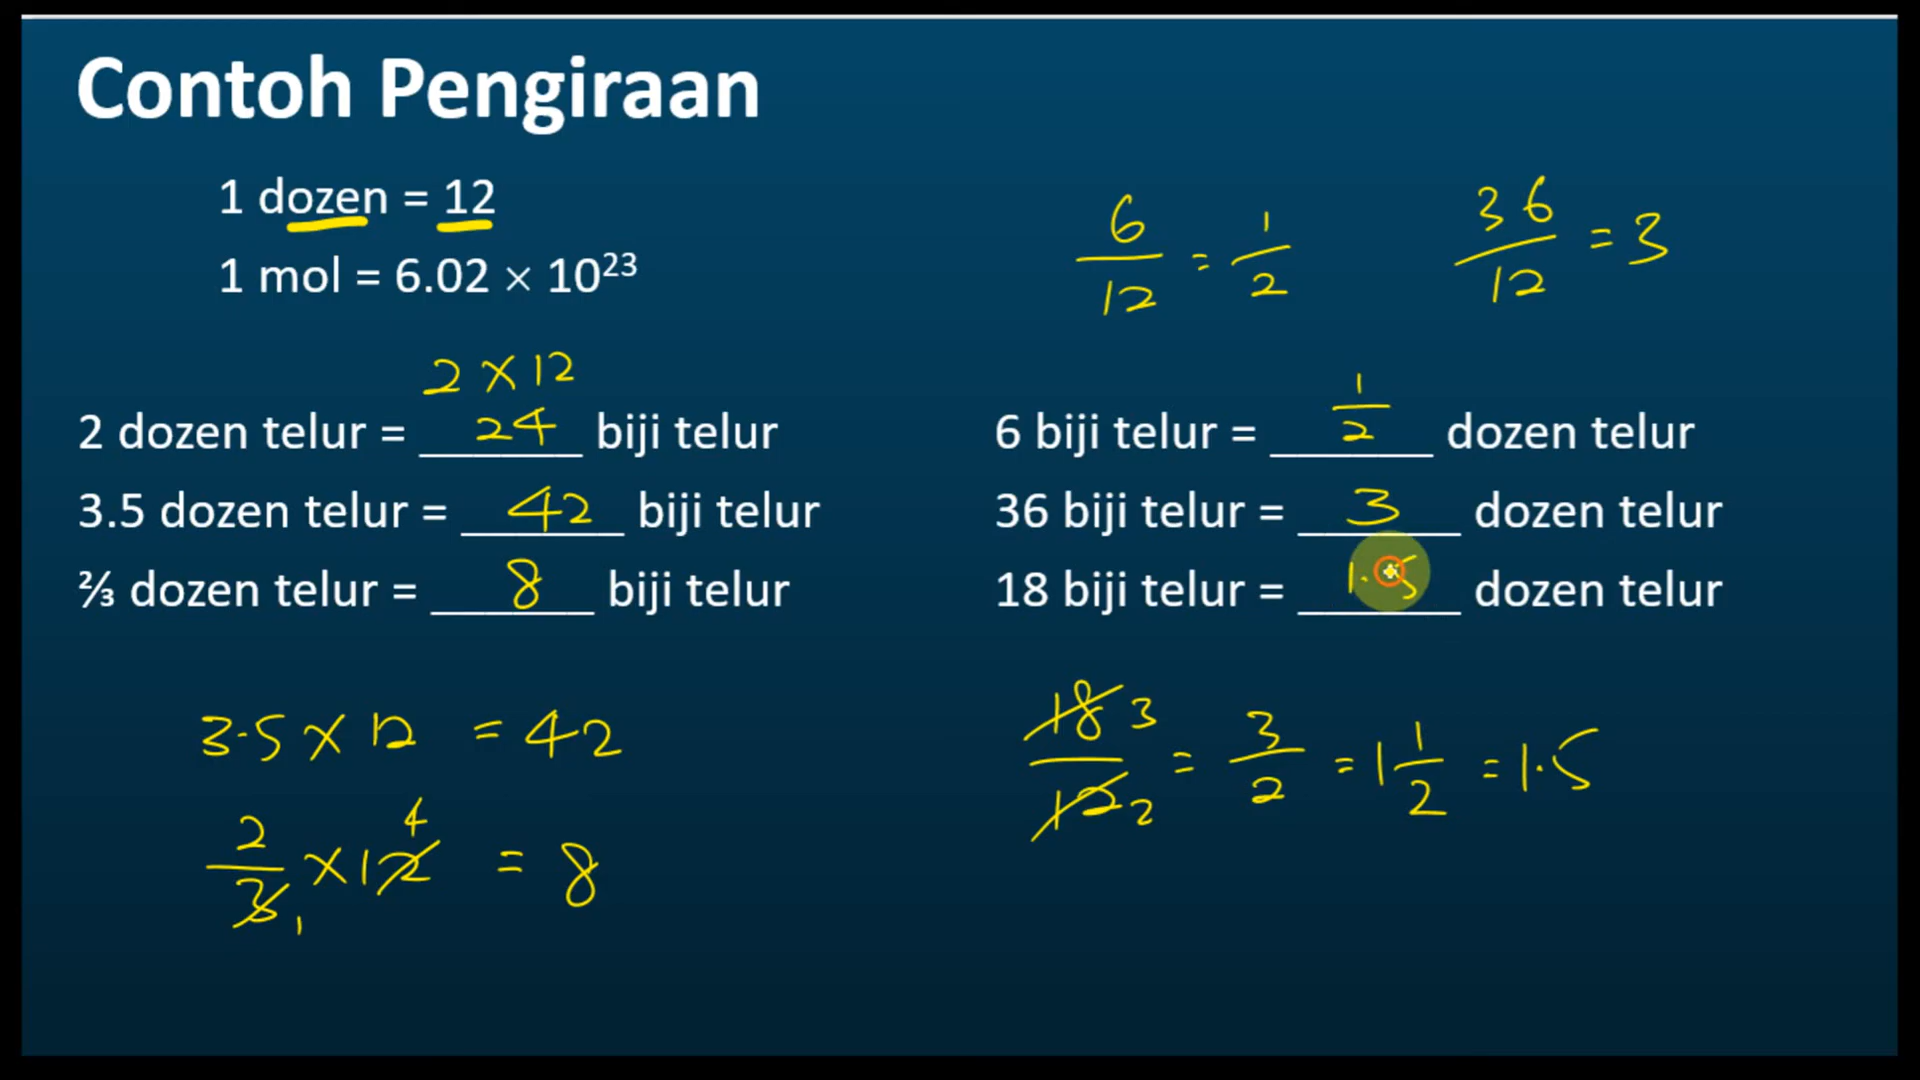 Contoh Pengiraan
1 dozen = 12
1 mol = 6.02 × 10²³
6/12 = 1/2
36/12 = 3
2 × 12
2 dozen telur = 24 biji telur
3.5 dozen telur = 42 biji telur
⅔ dozen telur = 8 biji telur
6 biji telur = 1/2 dozen telur
36 biji telur = 3 dozen telur
18 biji telur = 1.5 dozen telur
3.5 × 12 = 42
2/3 1 × 12 4 = 8
18 3/12 2 = 3/2 = 1 1/2 = 1.5